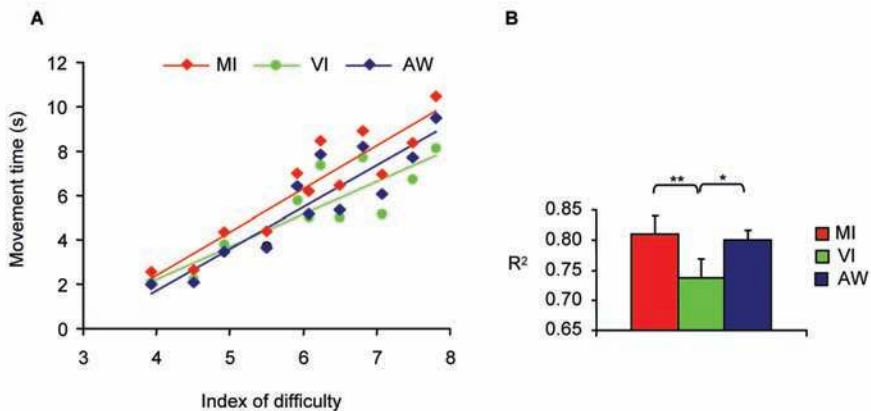 A
12
10
8
6
4
2
0
3 4 5 6 7 8
Movement time (s)
Index of difficulty
MI VI AW
B
** *
0.85
0.80
0.75
0.70
0.65
R²
MI
VI
AW